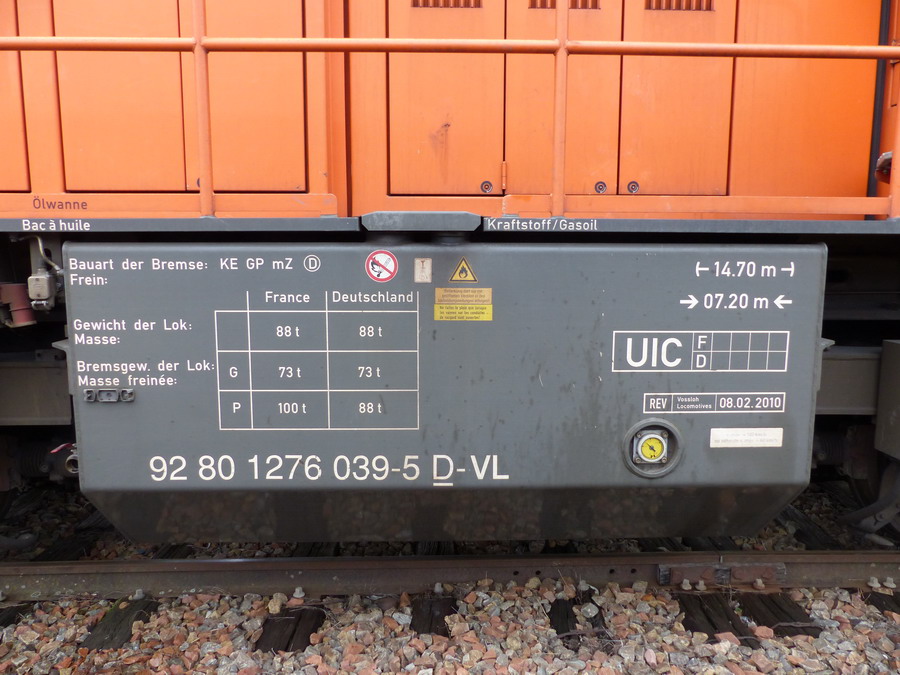 Ölwanne
Bac à huile
Kraftstoff/Gasoil
Bauart der Bremse: KE GP mZ D
Frein:
14.70 m
07.20 m
France Deutschland
Gewicht der Lok: 88 t 88 t
Masse:
Bremsgew. der Lok: G 73 t 73 t
Masse freinée:
P 100 t 88 t
UIC F
D
REV Vossloh Locomotives 08.02.2010
92 80 1276 039-5 D-VL